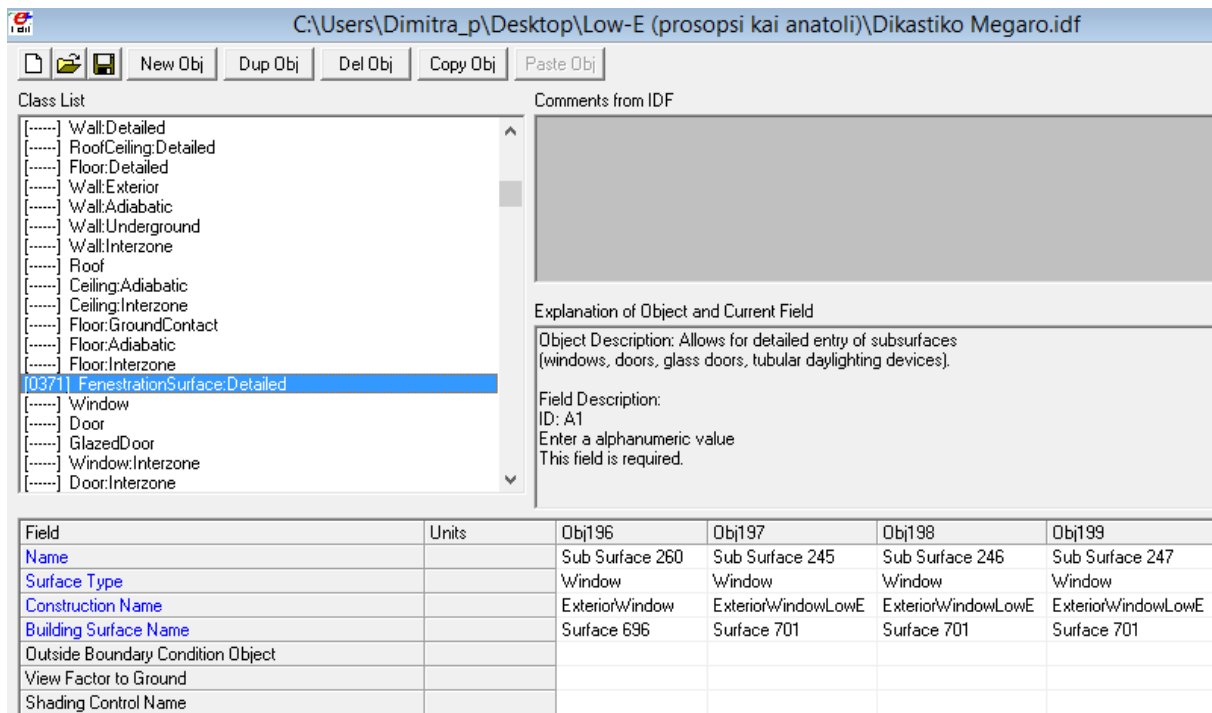 C:\Users\Dimitra_p\Desktop\Low-E (prosopsi kai anatoli)\Dikastiko Megaro.idf
New Obj Dup Obj Del Obj Copy Obj Paste Obj
Class List
[------] Wall:Detailed
[------] RoofCeiling:Detailed
[------] Floor:Detailed
[------] Wall:Exterior
[------] Wall:Adiabatic
[------] Wall:Underground
[------] Wall:Interzone
[------] Roof
[------] Ceiling:Adiabatic
[------] Ceiling:Interzone
[------] Floor:GroundContact
[------] Floor:Adiabatic
[------] Floor:Interzone
[0371] FenestrationSurface:Detailed
[------] Window
[------] Door
[------] GlazedDoor
[------] Window:Interzone
[------] Door:Interzone
Comments from IDF
Explanation of Object and Current Field
Object Description: Allows for detailed entry of subsurfaces
(windows, doors, glass doors, tubular daylighting devices).
Field Description:
ID: A1
Enter a alphanumeric value
This field is required.
Field Units Obj196 Obj197 Obj198 Obj199
Name Sub Surface 260 Sub Surface 245 Sub Surface 246 Sub Surface 247
Surface Type Window Window Window Window
Construction Name ExteriorWindow ExteriorWindowLowE ExteriorWindowLowE ExteriorWindowLowE
Building Surface Name Surface 696 Surface 701 Surface 701 Surface 701
Outside Boundary Condition Object
View Factor to Ground
Shading Control Name